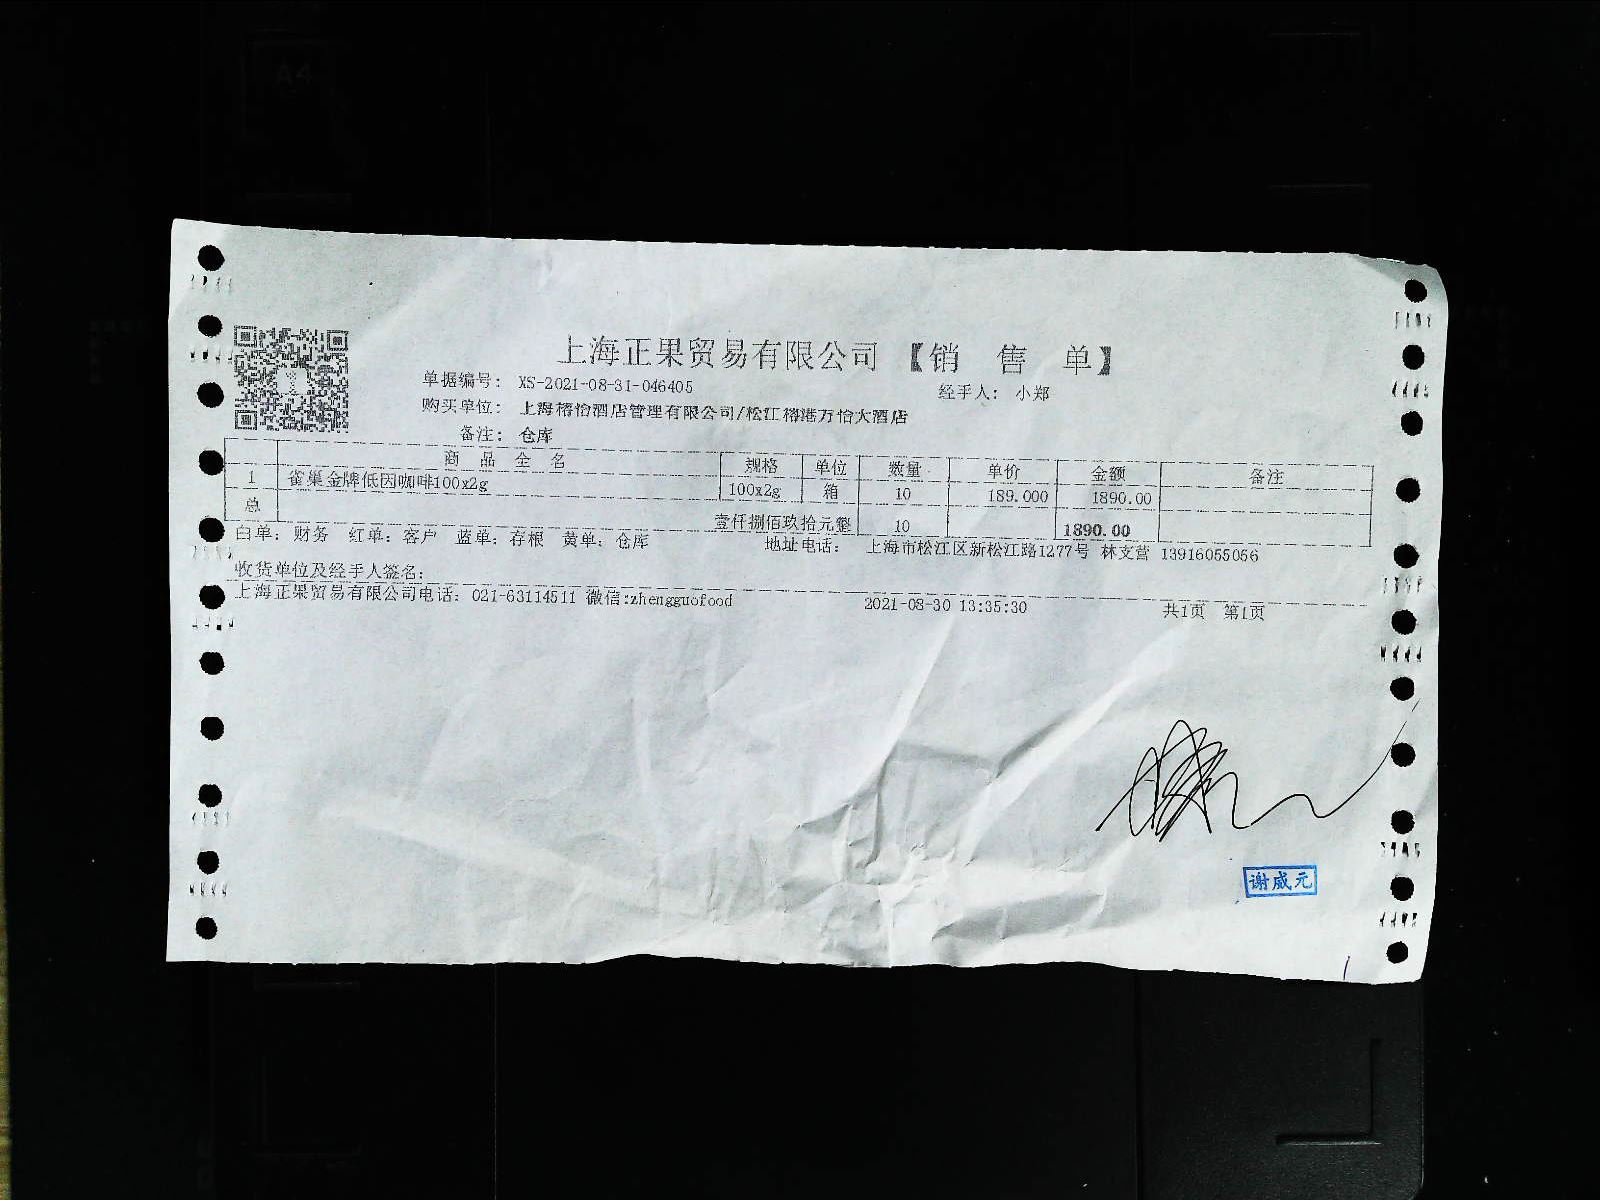 A4
上海正果贸易有限公司【销 售 单】
单据编号: XS-2021-08-31-046405 经手人: 小郑
购买单位: 上海榕怡酒店管理有限公司/松江榕港万怡大酒店
备注: 仓库
商 品 全 名 规格 单位 数量 单价 金额 备注
1 雀巢金牌低因咖啡100x2g 100x2g 箱 10 189.000 1890.00
总 壹仟捌佰玖拾元整 10 1890.00
白单: 财务 红单: 客户 蓝单: 存根 黄单: 仓库 地址电话: 上海市松江区新松江路1277号 林支营 13916055056
收货单位及经手人签名:
上海正果贸易有限公司电话: 021-63114511 微信:zhengguofood 2021-08-30 13:35:30 共1页 第1页
谢威元